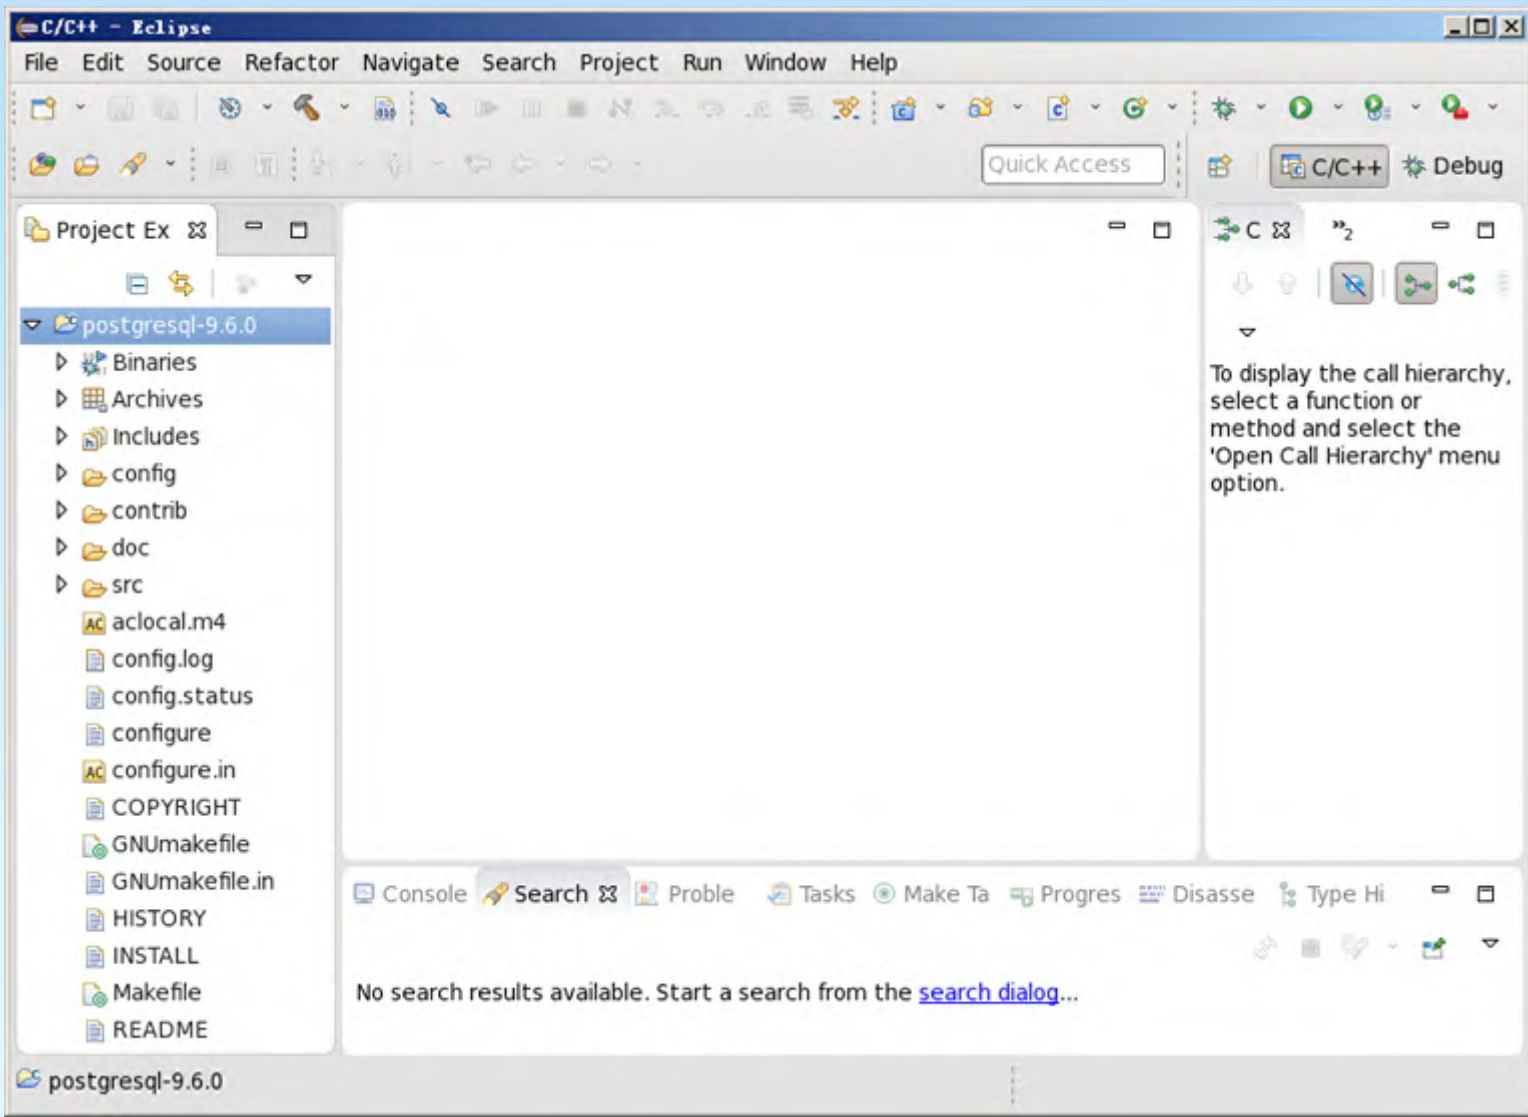 C/C++ - Eclipse
File Edit Source Refactor Navigate Search Project Run Window Help
Quick Access
C/C++
Debug
Project Ex
C
»2
postgresql-9.6.0
Binaries
Archives
Includes
config
contrib
doc
src
aclocal.m4
config.log
config.status
configure
configure.in
COPYRIGHT
GNUmakefile
GNUmakefile.in
HISTORY
INSTALL
Makefile
README
To display the call hierarchy,
select a function or
method and select the
'Open Call Hierarchy' menu
option.
Console Search Proble Tasks Make Ta Progres Disasse Type Hi
No search results available. Start a search from the search dialog...
postgresql-9.6.0